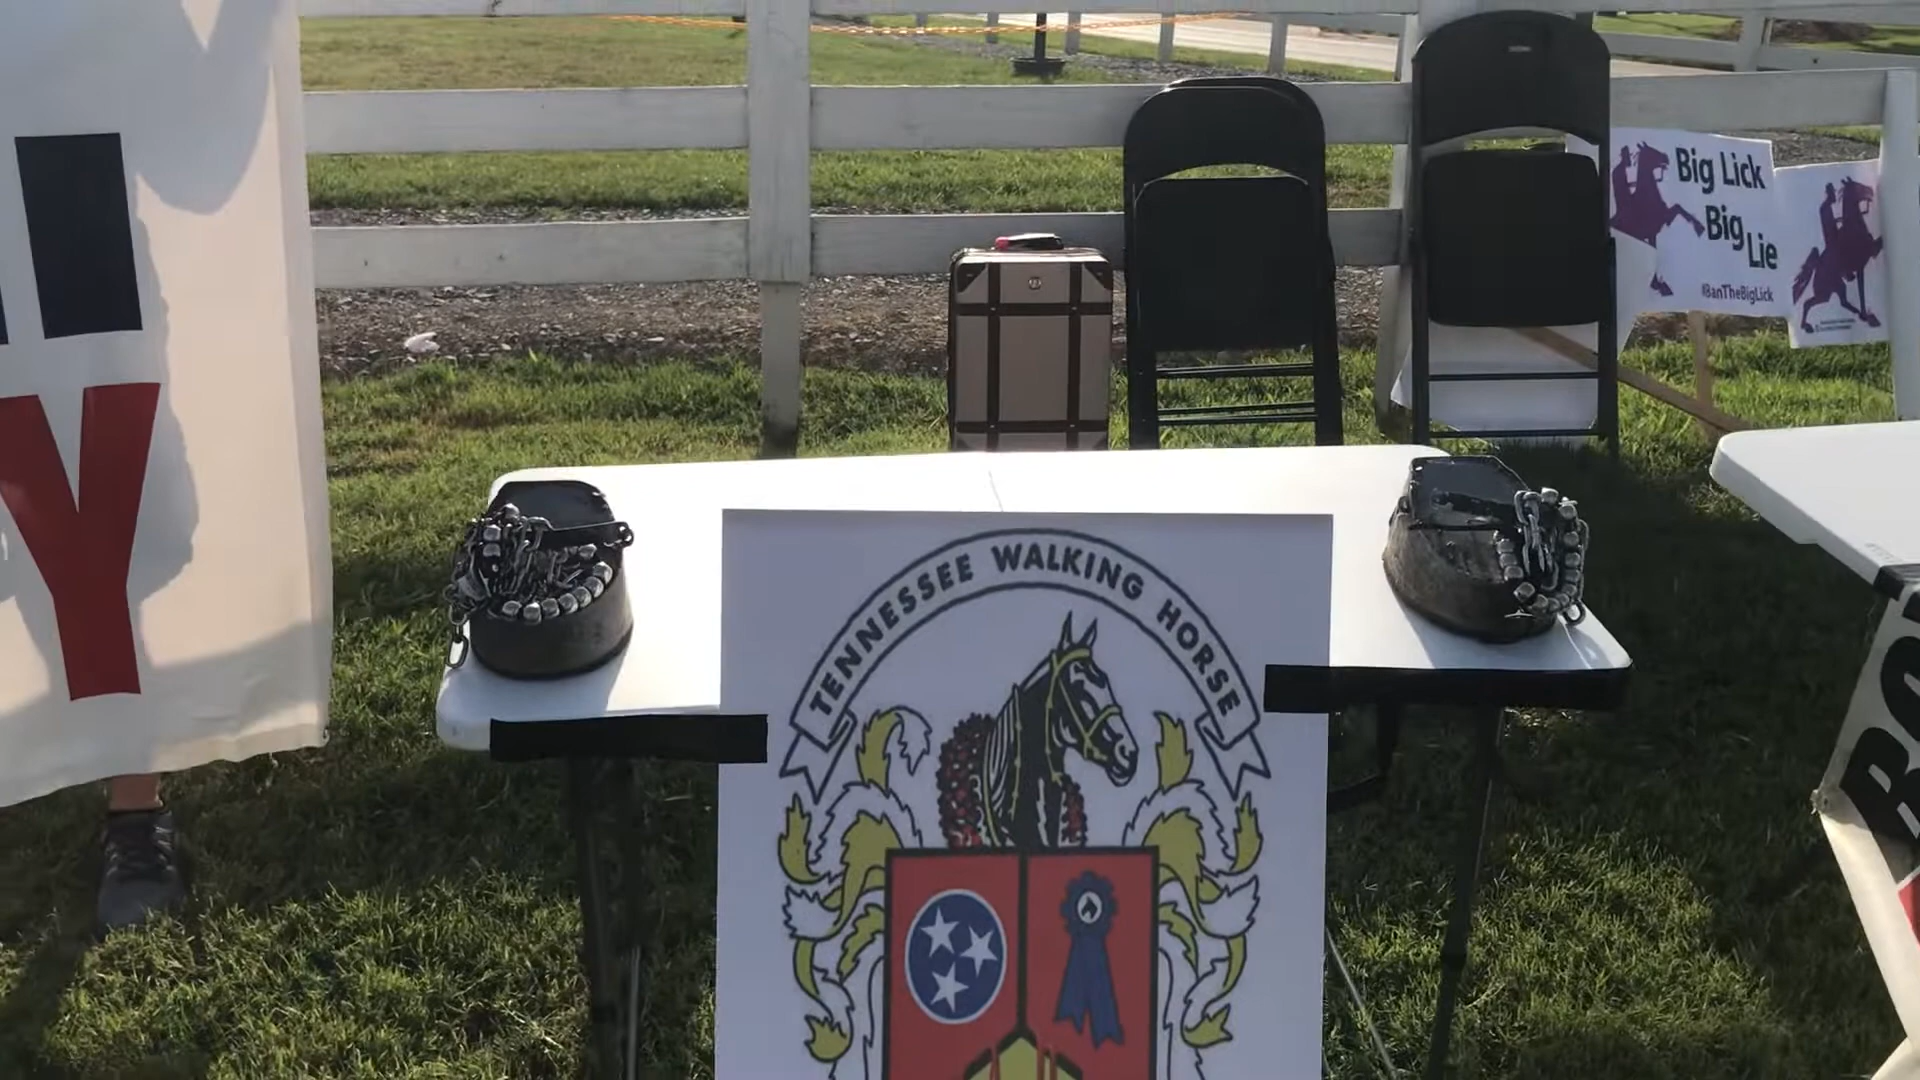 Y
Big Lick
Big
Lie
#BanTheBigLick
TENNESSEE WALKING HORSE